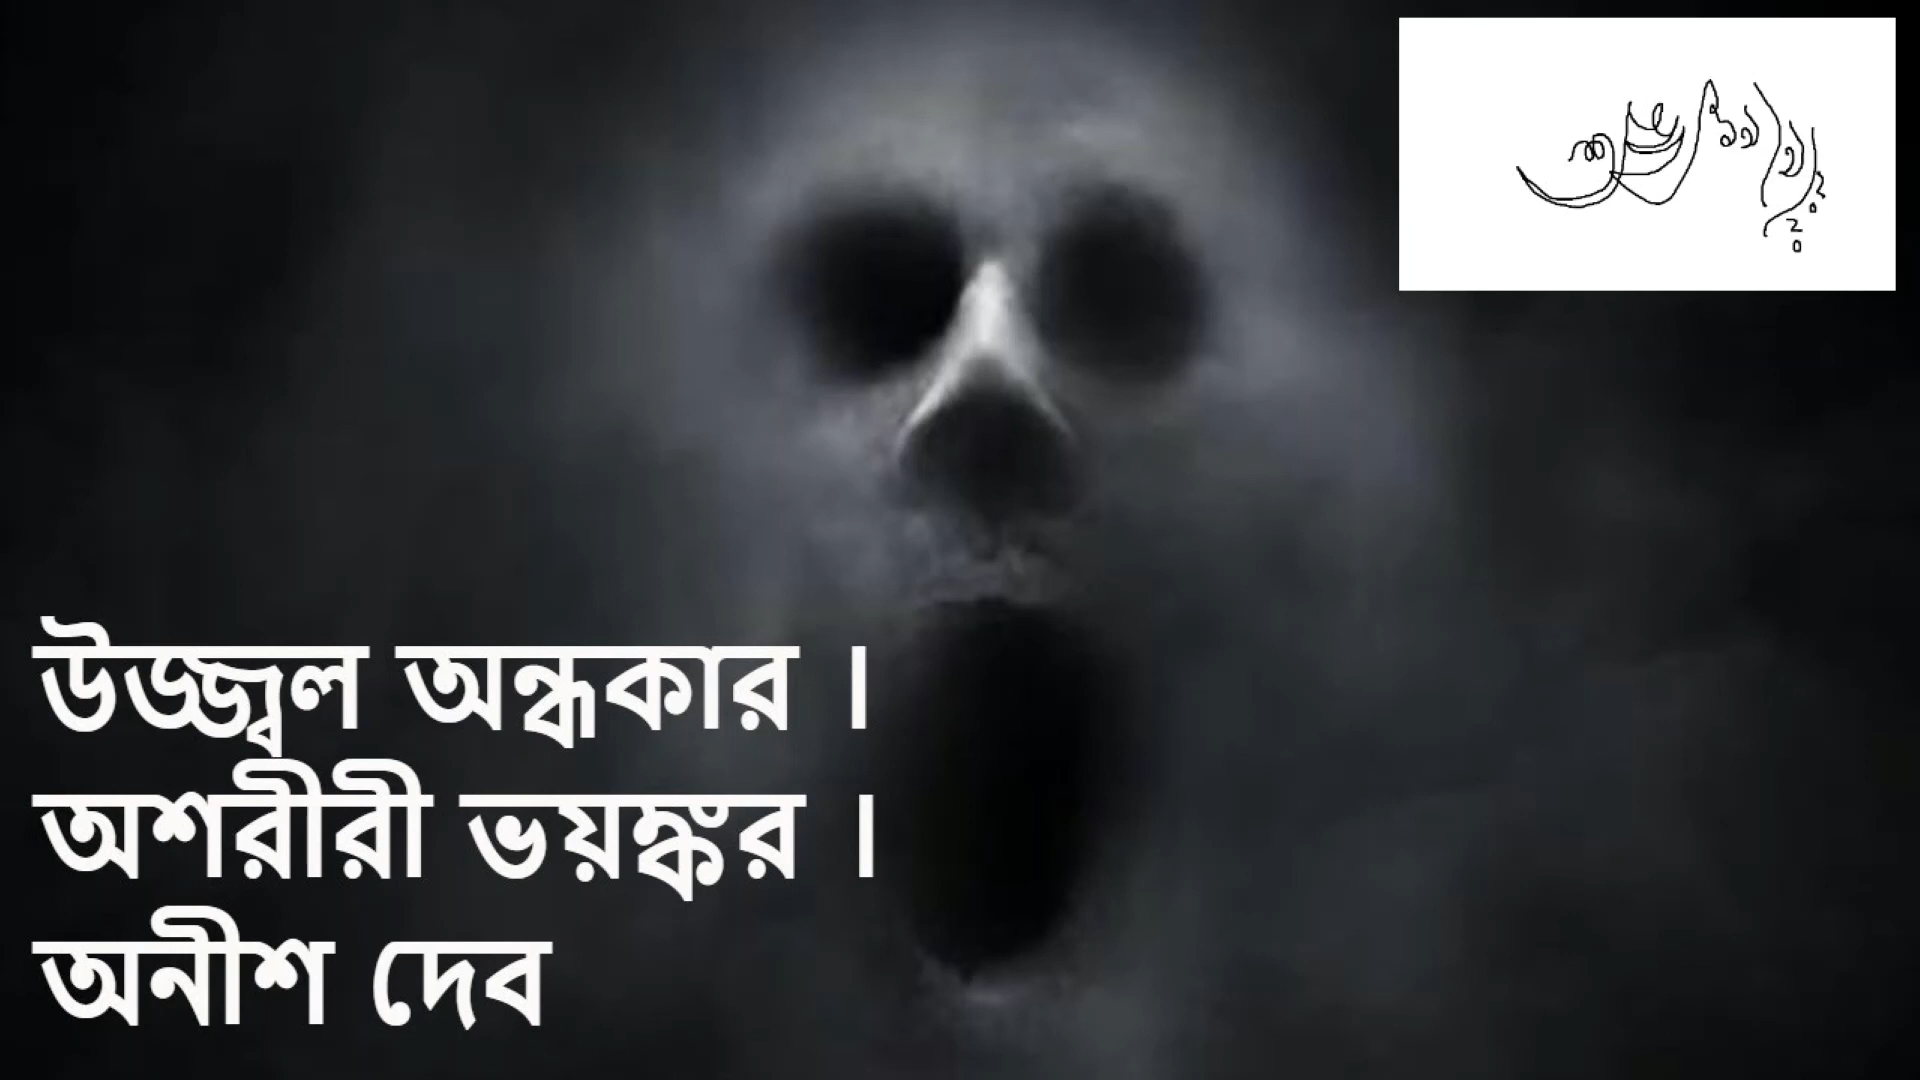 উজ্জ্বল অন্ধকার ।
অশরীরী ভয়ঙ্কর ।
অনীশ দেব